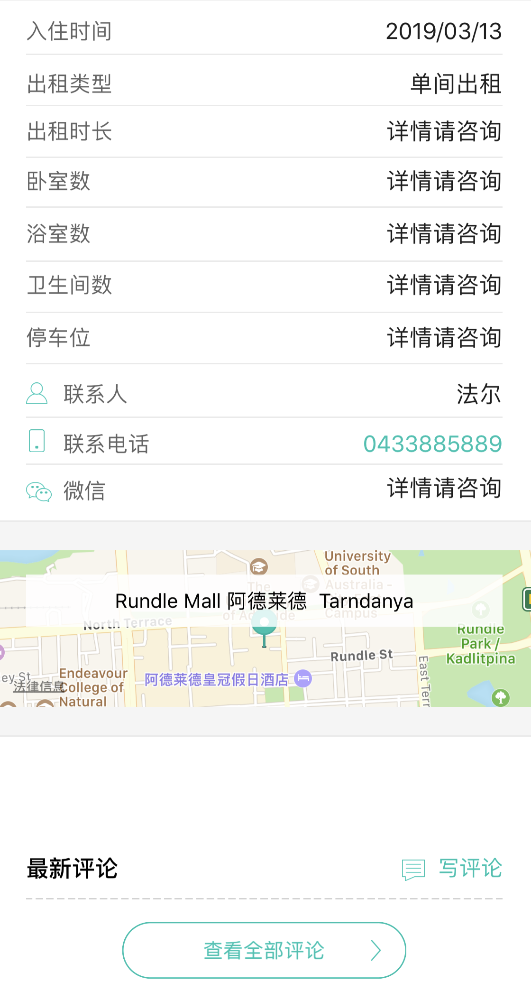 入住时间 2019/03/13
出租类型 单间出租
出租时长 详情请咨询
卧室数 详情请咨询
浴室数 详情请咨询
卫生间数 详情请咨询
停车位 详情请咨询
联系人 法尔
联系电话 0433885889
微信 详情请咨询
University
of South
Australia -
City East
Campus
The
of Adelaide
Rundle Mall 阿德莱德 Tarndanya
North Terrace
Rundle
Park /
Kadlitpina
Rundle St
East Terr
ey St
法律信息
Endeavour
College of
Natural
阿德莱德皇冠假日酒店
最新评论 写评论
查看全部评论